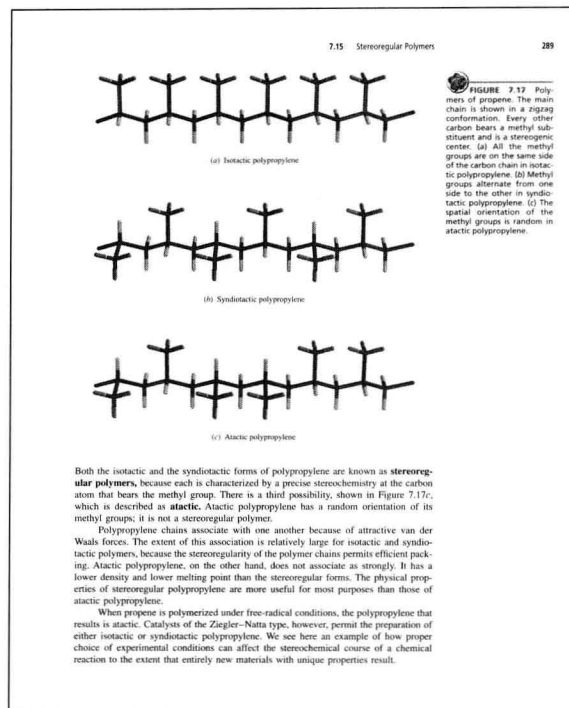 7.15 Stereoregular Polymers 289
FIGURE 7.17 Poly-
mers of propene. The main
chain is shown in a zigzag
conformation. Every other
carbon bears a methyl sub-
stituent and is a stereogenic
center. (a) All the methyl
groups are on the same side
of the carbon chain in isotac-
tic polypropylene. (b) Methyl
groups alternate from one
side to the other in syndio-
tactic polypropylene. (c) The
spatial orientation of the
methyl groups is random in
atactic polypropylene.
(a) Isotactic polypropylene
(b) Syndiotactic polypropylene
(c) Atactic polypropylene
Both the isotactic and the syndiotactic forms of polypropylene are known as stereoreg-
ular polymers, because each is characterized by a precise stereochemistry at the carbon
atom that bears the methyl group. There is a third possibility, shown in Figure 7.17c,
which is described as atactic. Atactic polypropylene has a random orientation of its
methyl groups; it is not a stereoregular polymer.
Polypropylene chains associate with one another because of attractive van der
Waals forces. The extent of this association is relatively large for isotactic and syndio-
tactic polymers, because the stereoregularity of the polymer chains permits efficient pack-
ing. Atactic polypropylene, on the other hand, does not associate as strongly. It has a
lower density and lower melting point than the stereoregular forms. The physical prop-
erties of stereoregular polypropylene are more useful for most purposes than those of
atactic polypropylene.
When propene is polymerized under free-radical conditions, the polypropylene that
results is atactic. Catalysts of the Ziegler–Natta type, however, permit the preparation of
either isotactic or syndiotactic polypropylene. We see here an example of how proper
choice of experimental conditions can affect the stereochemical course of a chemical
reaction to the extent that entirely new materials with unique properties result.